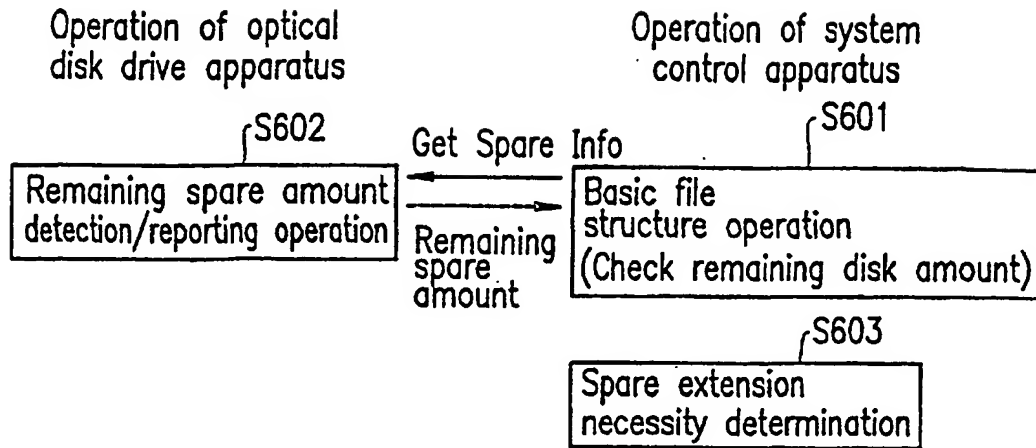 Operation of optical
disk drive apparatus
Operation of system
control apparatus
S602
Get Spare Info
S601
Remaining spare amount
detection/reporting operation
Remaining
spare
amount
Basic file
structure operation
(Check remaining disk amount)
S603
Spare extension
necessity determination